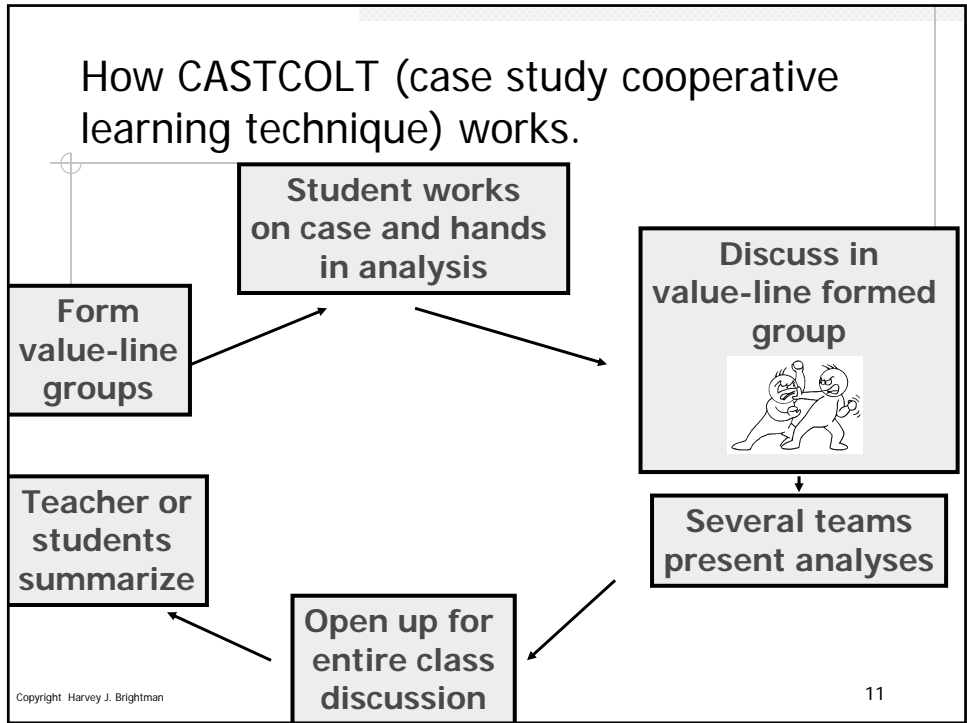 How CASTCOLT (case study cooperative
learning technique) works.
Form
value-line
groups
Student works
on case and hands
in analysis
Discuss in
value-line formed
group
Several teams
present analyses
Open up for
entire class
discussion
Teacher or
students
summarize
Copyright Harvey J. Brightman
11